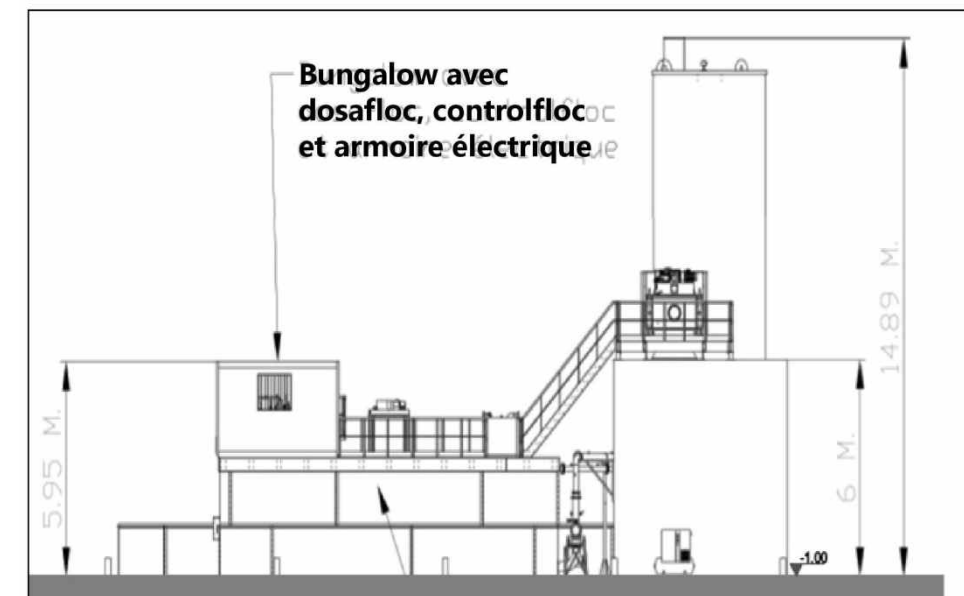 Bungalow avec
dosafloc, controlfloc
et armoire électrique
5.95 M.
14.89 M.
6 M.
-1.00